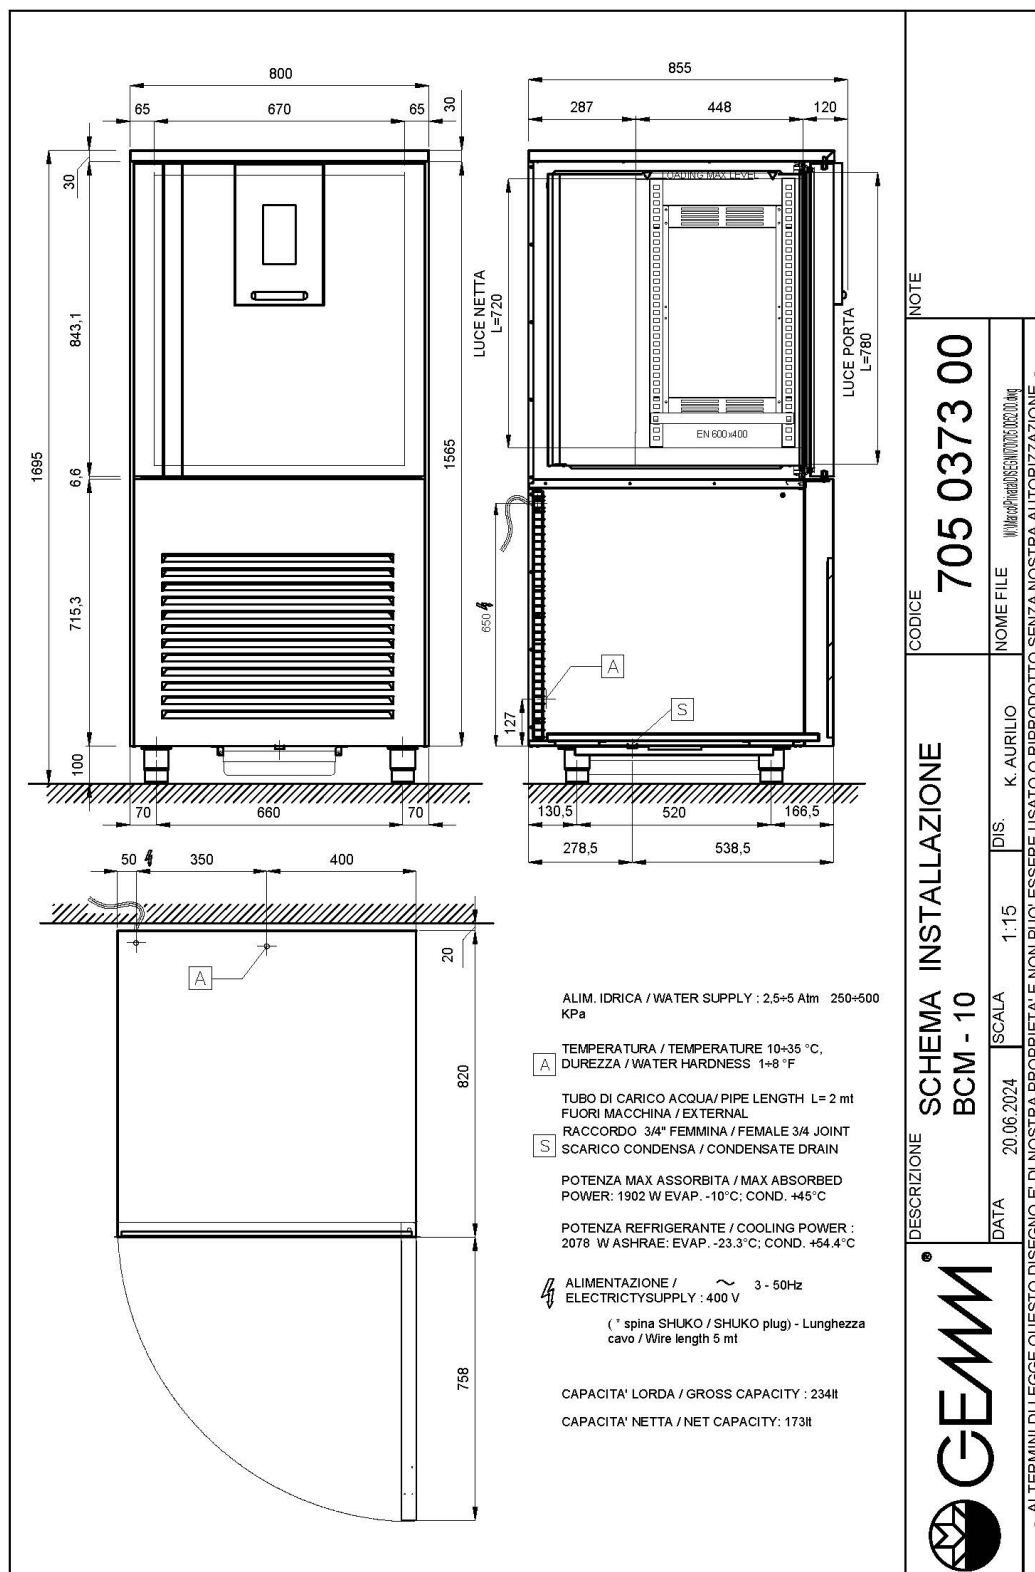 800
65
670
65
30
30
1695
843,1
6,6
715,3
100
1565
70
660
70
855
287
448
120
LOADING MAX LEVEL
LUCE NETTA
L=720
LUCE PORTA
L=780
EN 600x400
650
A
127
S
130,5
520
166,5
278,5
538,5
50
350
400
A
20
820
758
ALIM. IDRICA / WATER SUPPLY : 2,5÷5 Atm 250÷500
KPa
A
TEMPERATURA / TEMPERATURE 10÷35 °C,
DUREZZA / WATER HARDNESS 1÷8 °F
TUBO DI CARICO ACQUA/ PIPE LENGTH L= 2 mt
FUORI MACCHINA / EXTERNAL
RACCORDO 3/4" FEMMINA / FEMALE 3/4 JOINT
S
SCARICO CONDENSA / CONDENSATE DRAIN
POTENZA MAX ASSORBITA / MAX ABSORBED
POWER: 1902 W EVAP. -10°C; COND. +45°C
POTENZA REFRIGERANTE / COOLING POWER :
2078 W ASHRAE: EVAP. -23.3°C; COND. +54.4°C
ALIMENTAZIONE / ~ 3 - 50Hz
ELECTRICTYSUPPLY : 400 V
( * spina SHUKO / SHUKO plug) - Lunghezza
cavo / Wire length 5 mt
CAPACITA' LORDA / GROSS CAPACITY : 234lt
CAPACITA' NETTA / NET CAPACITY: 173lt
NOTE
CODICE
705 0373 00
NOME FILE
DESCRIZIONE
SCHEMA INSTALLAZIONE
BCM - 10
DATA
20.06.2024
SCALA
1:15
DIS.
K. AURILIO
GEMM®
- AI TERMINI DI LEGGE QUESTO DISEGNO E' DI NOSTRA PROPRIETA' E NON PUO' ESSERE USATO O RIPRODOTTO SENZA NOSTRA AUTORIZZAZIONE -